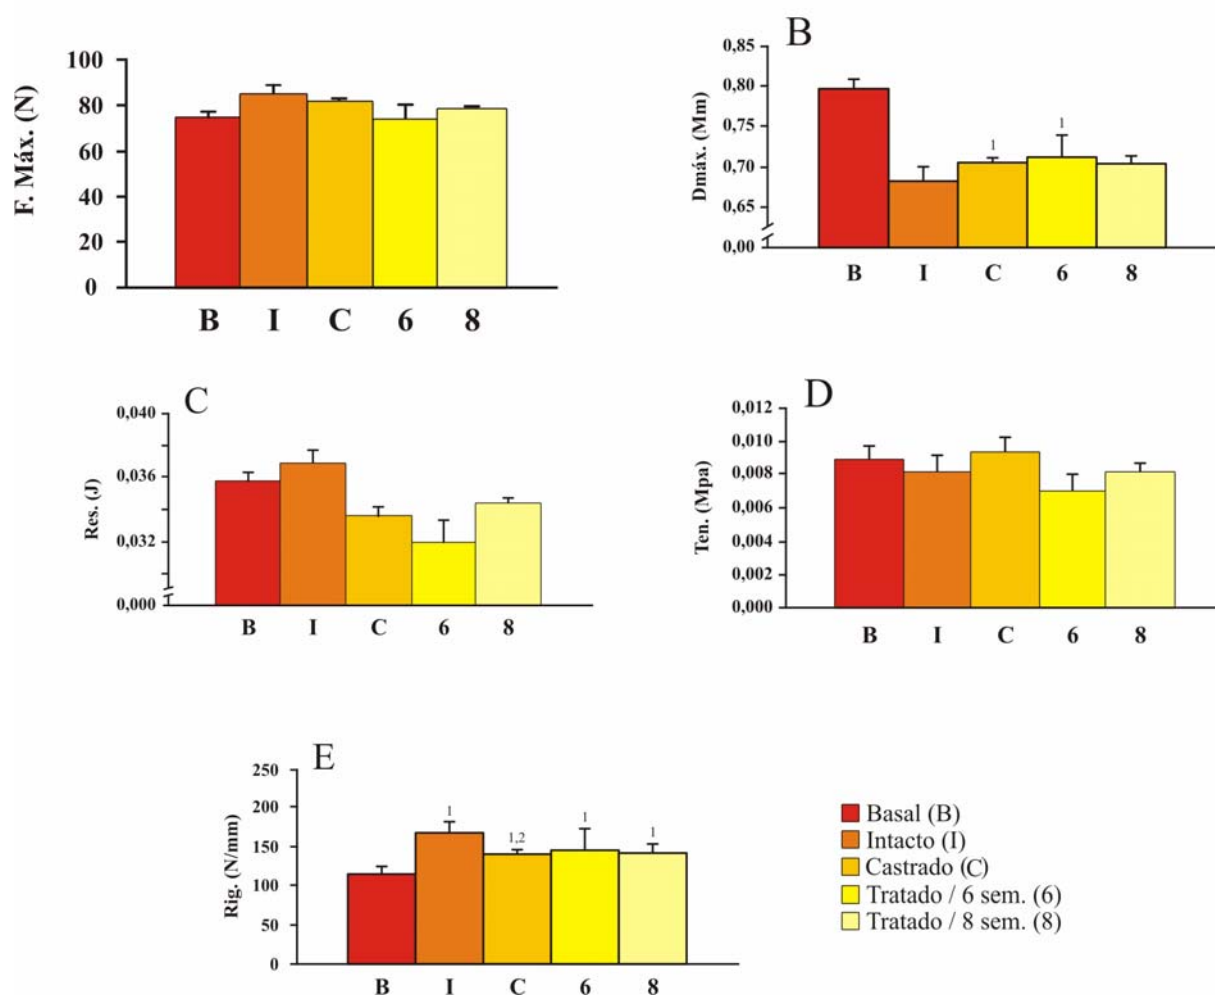 100
80
60
40
20
0
F. Máx. (N)
B I C 6 8
B
0,85
0,80
0,75
0,70
0,65
0,00
Dmáx. (Mm)
1
1
B I C 6 8
C
0,040
0,036
0,032
0,000
Res. (J)
B I C 6 8
D
0,012
0,010
0,008
0,006
0,004
0,002
0,000
Ten. (Mpa)
B I C 6 8
E
250
200
150
100
50
0
Rig. (N/mm)
1
1,2
1
1
B I C 6 8
Basal (B)
Intacto (I)
Castrado (C)
Tratado / 6 sem. (6)
Tratado / 8 sem. (8)